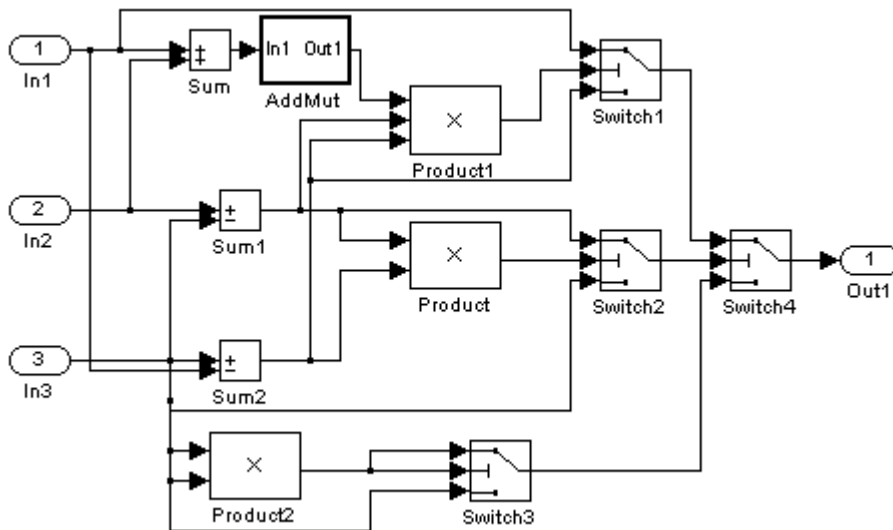 1
In1
+
+
Sum
In1 Out1
AddMut
×
Product1
Switch1
2
In2
+
−
Sum1
×
Product
Switch2
Switch4
1
Out1
3
In3
+
−
Sum2
×
Product2
Switch3